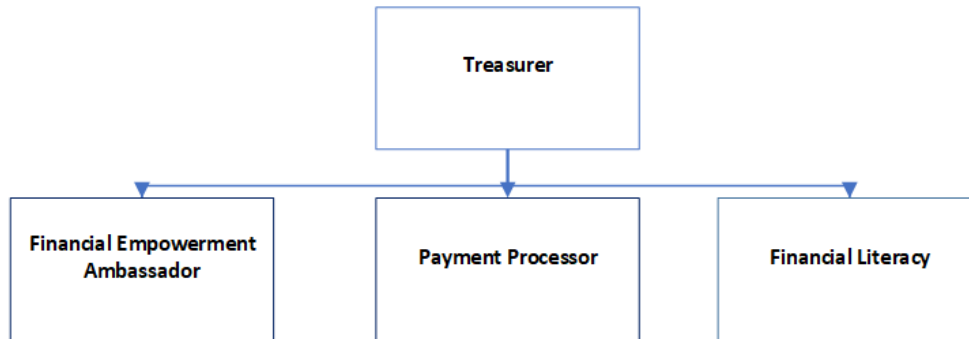 Treasurer
Financial Empowerment
Ambassador
Payment Processor
Financial Literacy